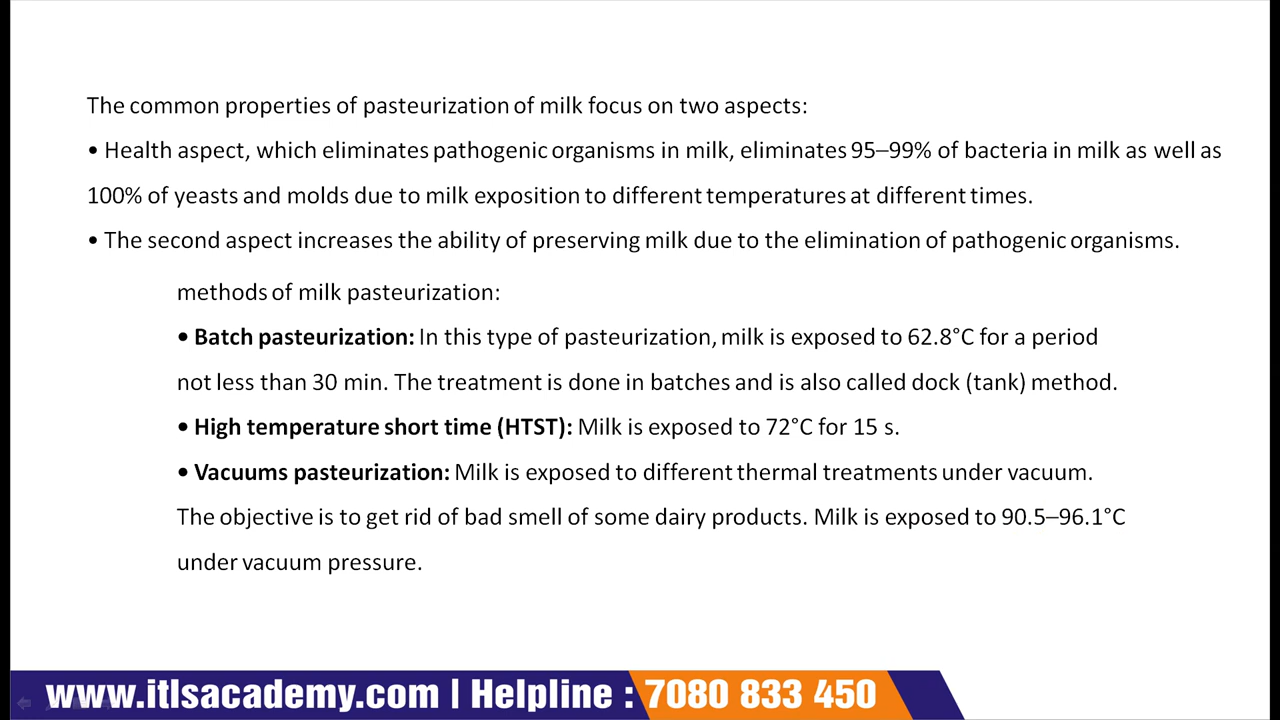 The common properties of pasteurization of milk focus on two aspects:
• Health aspect, which eliminates pathogenic organisms in milk, eliminates 95–99% of bacteria in milk as well as
100% of yeasts and molds due to milk exposition to different temperatures at different times.
• The second aspect increases the ability of preserving milk due to the elimination of pathogenic organisms.
methods of milk pasteurization:
• Batch pasteurization: In this type of pasteurization, milk is exposed to 62.8°C for a period
not less than 30 min. The treatment is done in batches and is also called dock (tank) method.
• High temperature short time (HTST): Milk is exposed to 72°C for 15 s.
• Vacuums pasteurization: Milk is exposed to different thermal treatments under vacuum.
The objective is to get rid of bad smell of some dairy products. Milk is exposed to 90.5–96.1°C
under vacuum pressure.
www.itlsacademy.com | Helpline : 7080 833 450